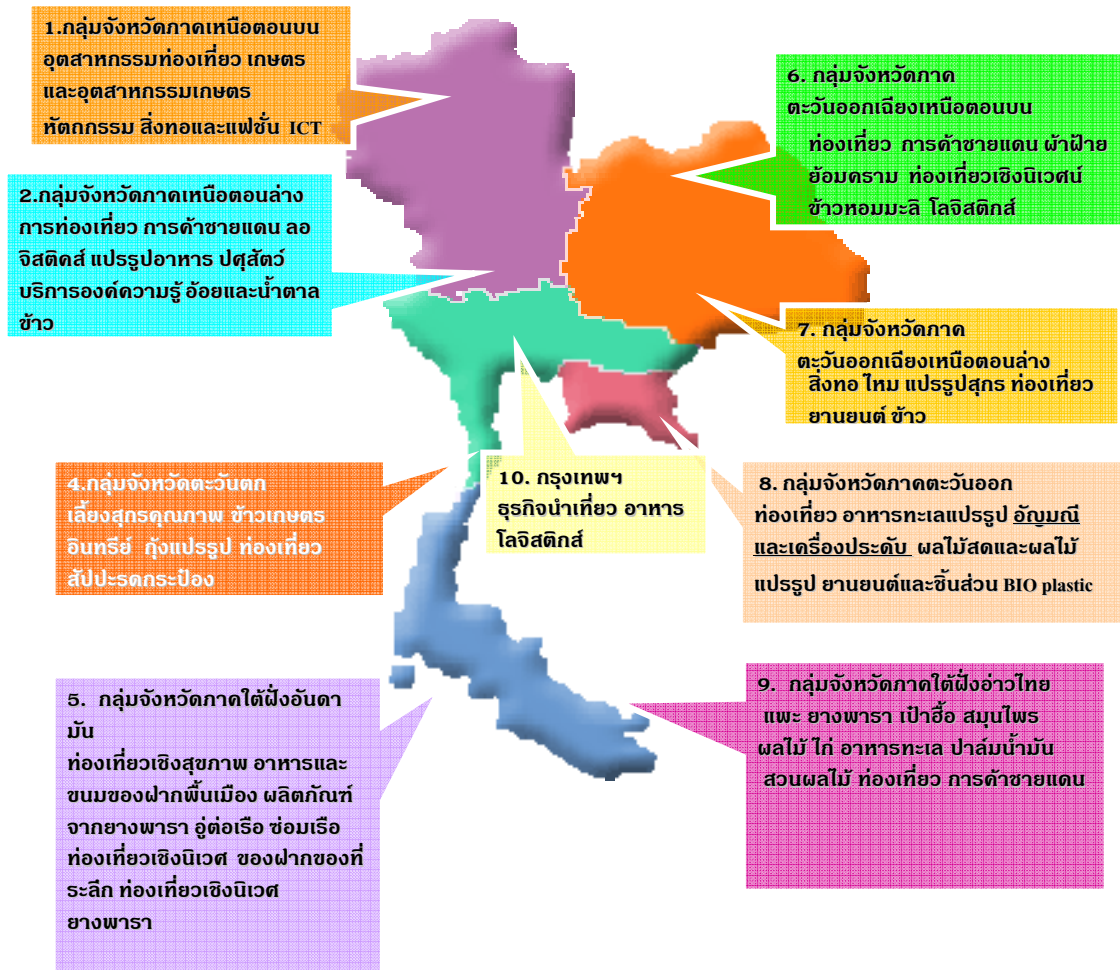 1.กลุ่มจังหวัดภาคเหนือตอนบน
อุตสาหกรรมท่องเที่ยว เกษตร
และอุตสาหกรรมเกษตร
หัตถกรรม สิ่งทอและแฟชั่น ICT
2.กลุ่มจังหวัดภาคเหนือตอนล่าง
การท่องเที่ยว การค้าชายแดน ลอ
จิสติคส์ แปรรูปอาหาร ปศุสัตว์
บริการองค์ความรู้ อ้อยและน้ำตาล
ข้าว
6. กลุ่มจังหวัดภาค
ตะวันออกเฉียงเหนือตอนบน
ท่องเที่ยว การค้าชายแดน ผ้าฝ้าย
ย้อมคราม ท่องเที่ยวเชิงนิเวศน์
ข้าวหอมมะลิ โลจิสติกส์
7. กลุ่มจังหวัดภาค
ตะวันออกเฉียงเหนือตอนล่าง
สิ่งทอ ไหม แปรรูปสุกร ท่องเที่ยว
ยานยนต์ ข้าว
4.กลุ่มจังหวัดตะวันตก
เลี้ยงสุกรคุณภาพ ข้าวเกษตร
อินทรีย์ กุ้งแปรรูป ท่องเที่ยว
สัปปะรดกระป๋อง
10. กรุงเทพฯ
ธุรกิจนำเที่ยว อาหาร
โลจิสติกส์
8. กลุ่มจังหวัดภาคตะวันออก
ท่องเที่ยว อาหารทะเลแปรรูป อัญมณี
และเครื่องประดับ ผลไม้สดและผลไม้
แปรรูป ยานยนต์และชิ้นส่วน BIO plastic
5. กลุ่มจังหวัดภาคใต้ฝั่งอันดา
มัน
ท่องเที่ยวเชิงสุขภาพ อาหารและ
ขนมของฝากพื้นเมือง ผลิตภัณฑ์
จากยางพารา อู่ต่อเรือ ซ่อมเรือ
ท่องเที่ยวเชิงนิเวศ ของฝากของที่
ระลึก ท่องเที่ยวเชิงนิเวศ
ยางพารา
9. กลุ่มจังหวัดภาคใต้ฝั่งอ่าวไทย
แพะ ยางพารา เป๋าฮื้อ สมุนไพร
ผลไม้ ไก่ อาหารทะเล ปาล์มน้ำมัน
สวนผลไม้ ท่องเที่ยว การค้าชายแดน